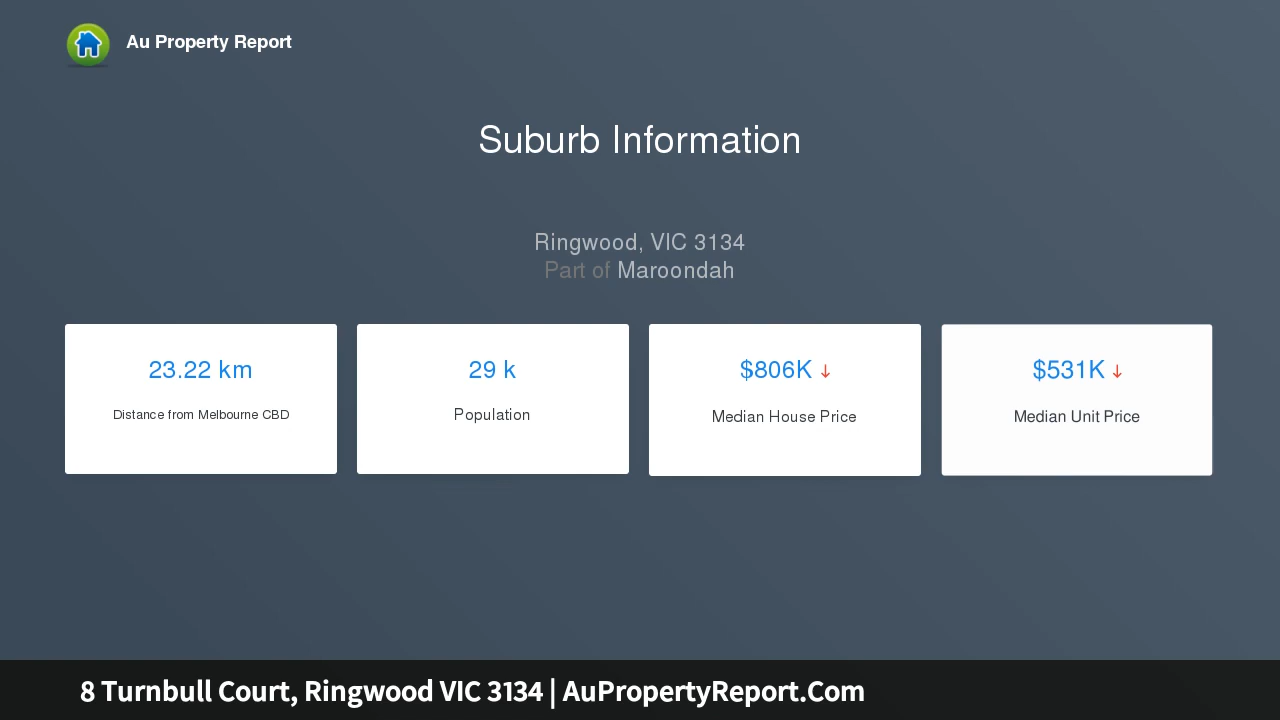 Au Property Report
Suburb Information
Ringwood, VIC 3134
Part of Maroondah
23.22 km
Distance from Melbourne CBD
29 k
Population
$806K ↓
Median House Price
$531K ↓
Median Unit Price
8 Turnbull Court, Ringwood VIC 3134 | AuPropertyReport.Com